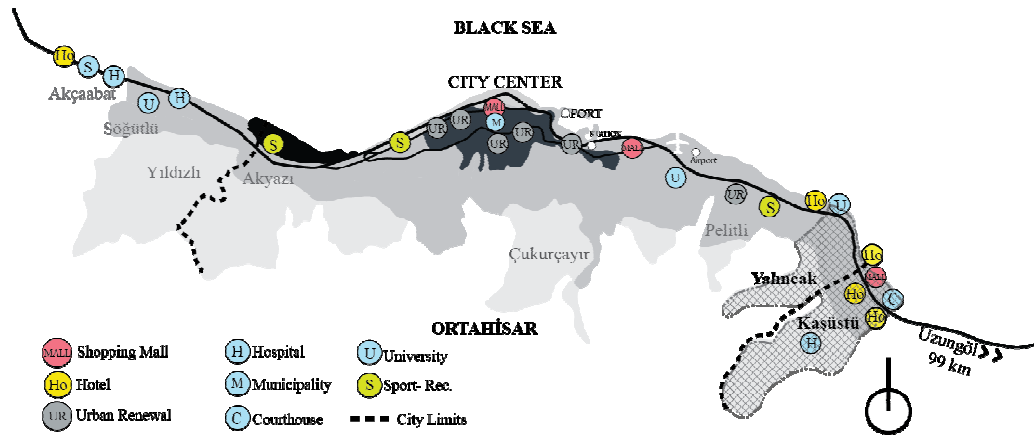 BLACK SEA
CITY CENTER
Ho
S
H
Akçaabat
U
H
Söğütlü
Yıldızlı
S
Akyazı
S
UR
UR
MALL
M
UR
UR
UR
PORT
MALL
Airport
U
UR
S
Pelitli
Çukurçayır
Ho
U
Ho
MALL
Yalıncak
Ho
C
Ho
Kaşüstü
H
Uzungöl
99 km
ORTAHİSAR
MALL Shopping Mall
Ho Hotel
UR Urban Renewal
H Hospital
M Municipality
C Courthouse
U University
S Sport- Rec.
City Limits